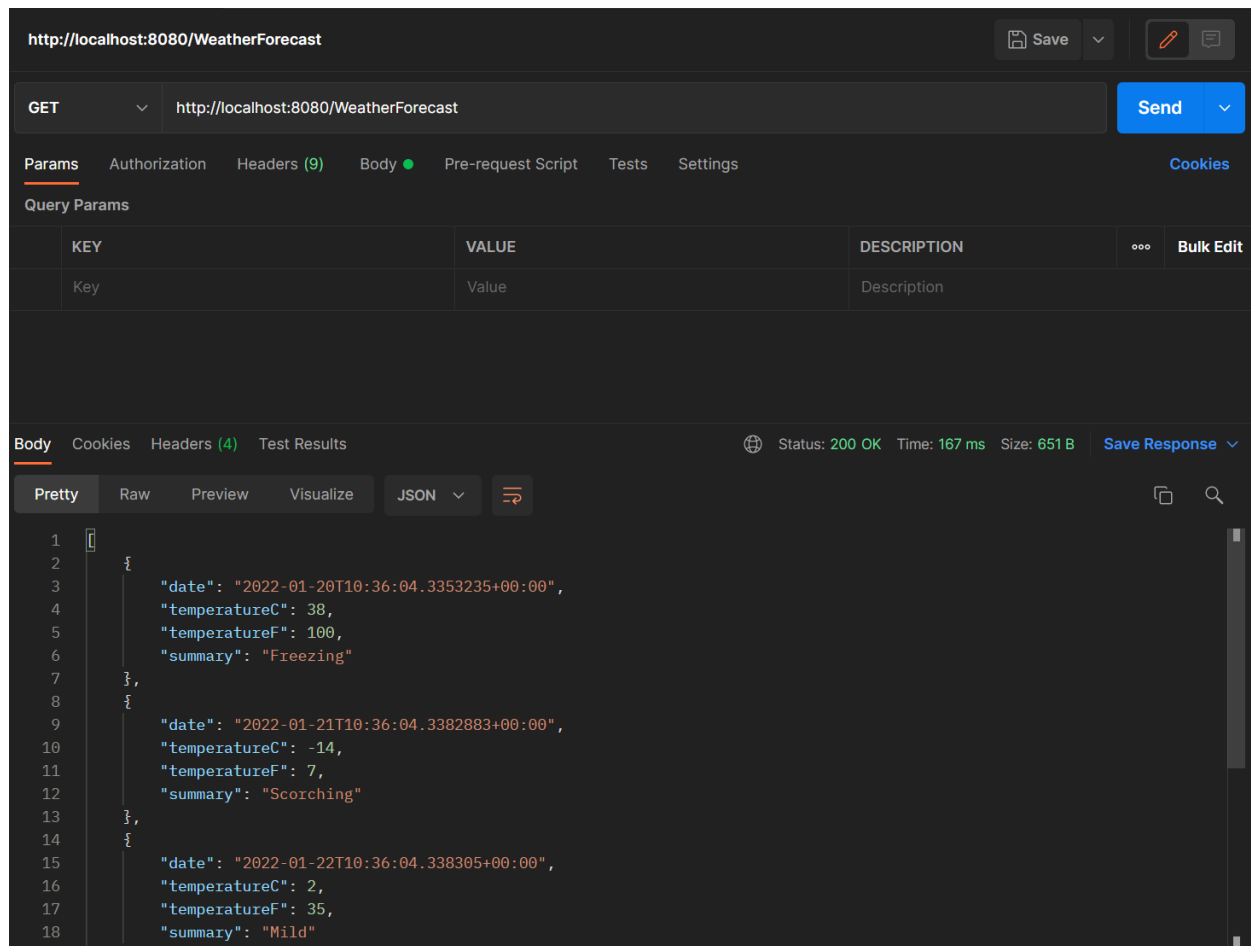 http://localhost:8080/WeatherForecast Save
GET http://localhost:8080/WeatherForecast Send
Params Authorization Headers (9) Body Pre-request Script Tests Settings Cookies
Query Params
KEY VALUE DESCRIPTION ooo Bulk Edit
Key Value Description
Body Cookies Headers (4) Test Results Status: 200 OK Time: 167 ms Size: 651 B Save Response
Pretty Raw Preview Visualize JSON
1 [
2 {
3 "date": "2022-01-20T10:36:04.3353235+00:00",
4 "temperatureC": 38,
5 "temperatureF": 100,
6 "summary": "Freezing"
7 },
8 {
9 "date": "2022-01-21T10:36:04.3382883+00:00",
10 "temperatureC": -14,
11 "temperatureF": 7,
12 "summary": "Scorching"
13 },
14 {
15 "date": "2022-01-22T10:36:04.338305+00:00",
16 "temperatureC": 2,
17 "temperatureF": 35,
18 "summary": "Mild"